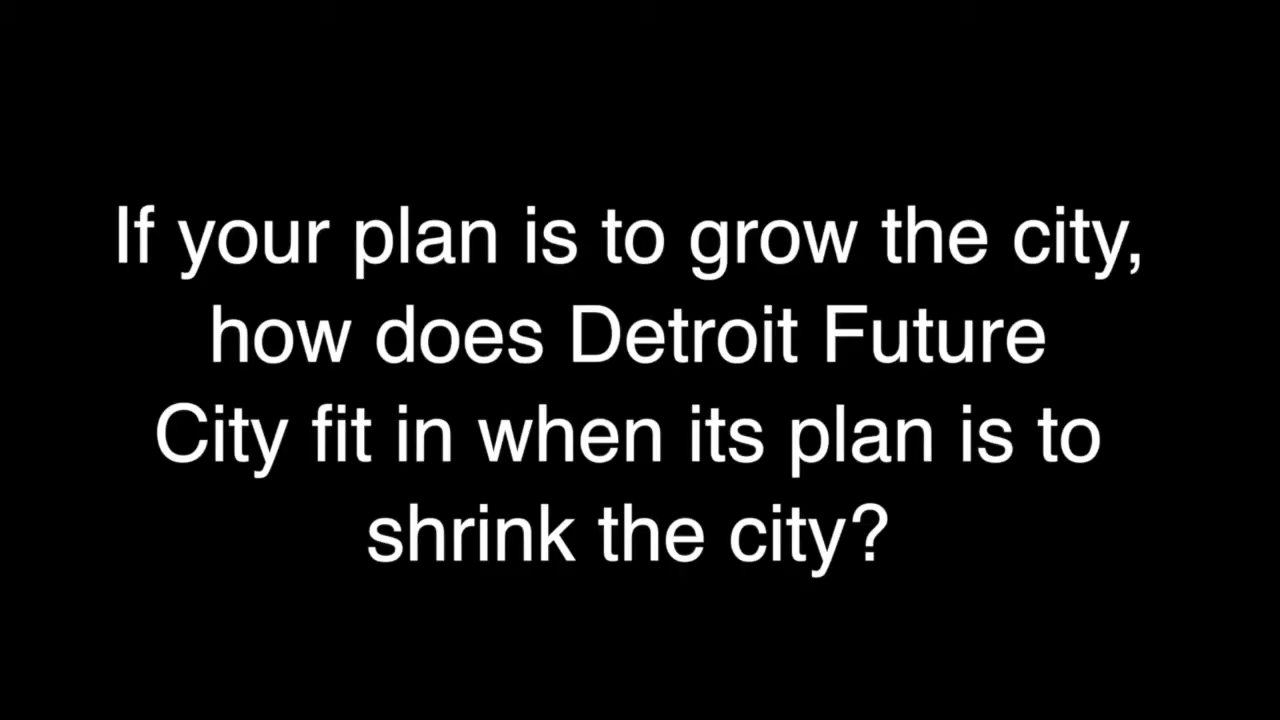 If your plan is to grow the city,
how does Detroit Future
City fit in when its plan is to
shrink the city?